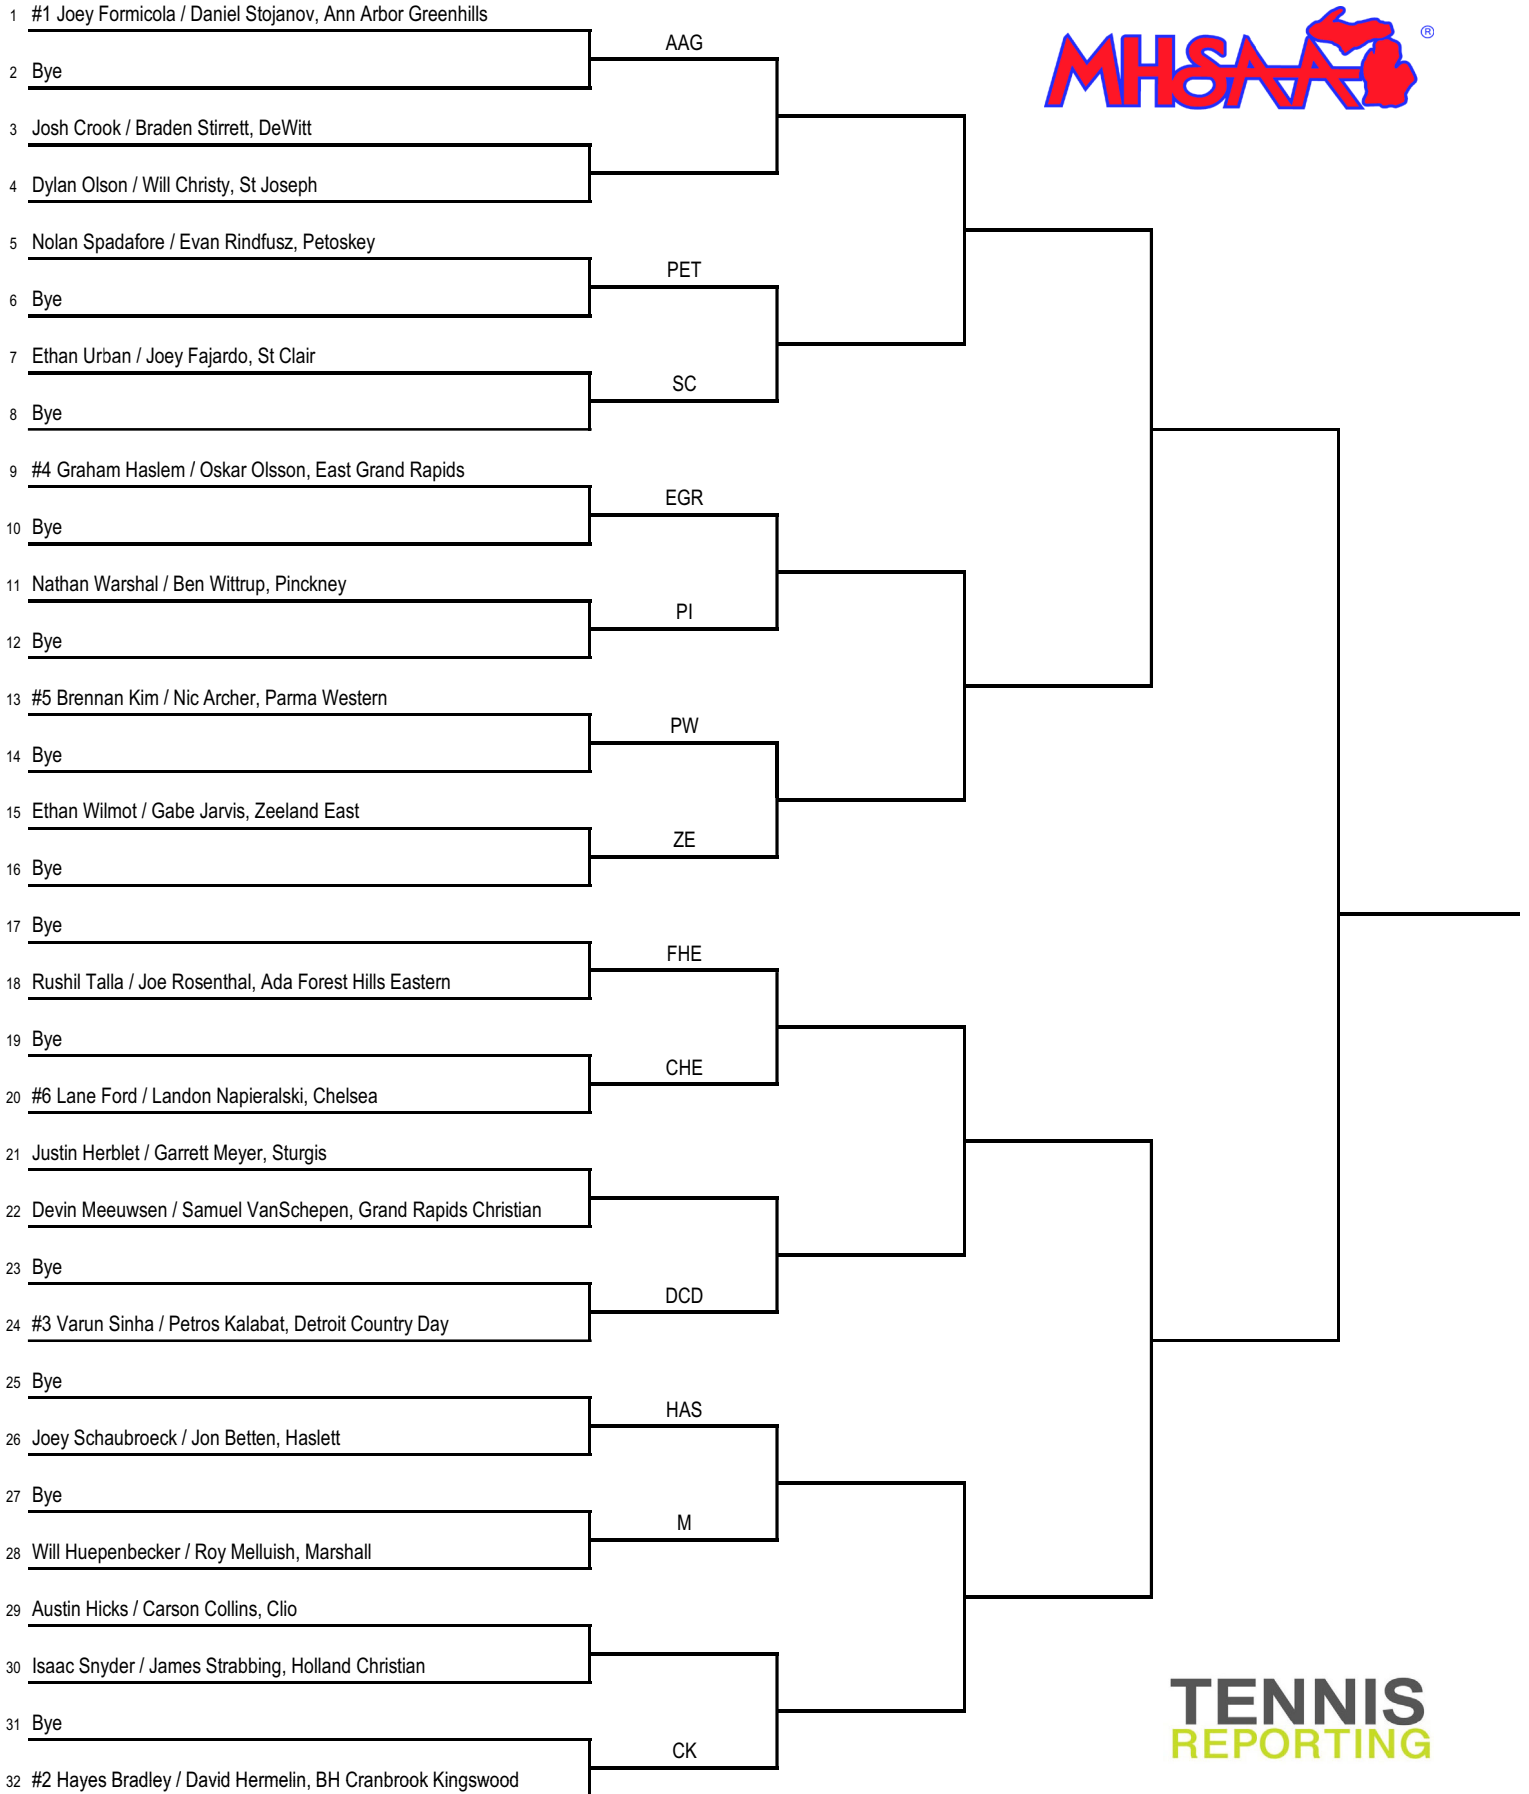 1 #1 Joey Formicola / Daniel Stojanov, Ann Arbor Greenhills
AAG
MHSAA ®
2 Bye
3 Josh Crook / Braden Stirrett, DeWitt
4 Dylan Olson / Will Christy, St Joseph
5 Nolan Spadafore / Evan Rindfusz, Petoskey
PET
6 Bye
7 Ethan Urban / Joey Fajardo, St Clair
SC
8 Bye
9 #4 Graham Haslem / Oskar Olsson, East Grand Rapids
EGR
10 Bye
11 Nathan Warshal / Ben Wittrup, Pinckney
PI
12 Bye
13 #5 Brennan Kim / Nic Archer, Parma Western
PW
14 Bye
15 Ethan Wilmot / Gabe Jarvis, Zeeland East
ZE
16 Bye
17 Bye
FHE
18 Rushil Talla / Joe Rosenthal, Ada Forest Hills Eastern
19 Bye
CHE
20 #6 Lane Ford / Landon Napieralski, Chelsea
21 Justin Herblet / Garrett Meyer, Sturgis
22 Devin Meeuwsen / Samuel VanSchepen, Grand Rapids Christian
23 Bye
DCD
24 #3 Varun Sinha / Petros Kalabat, Detroit Country Day
25 Bye
HAS
26 Joey Schaubroeck / Jon Betten, Haslett
27 Bye
M
28 Will Huepenbecker / Roy Melluish, Marshall
29 Austin Hicks / Carson Collins, Clio
30 Isaac Snyder / James Strabbing, Holland Christian
31 Bye
CK
32 #2 Hayes Bradley / David Hermelin, BH Cranbrook Kingswood
TENNIS
REPORTING